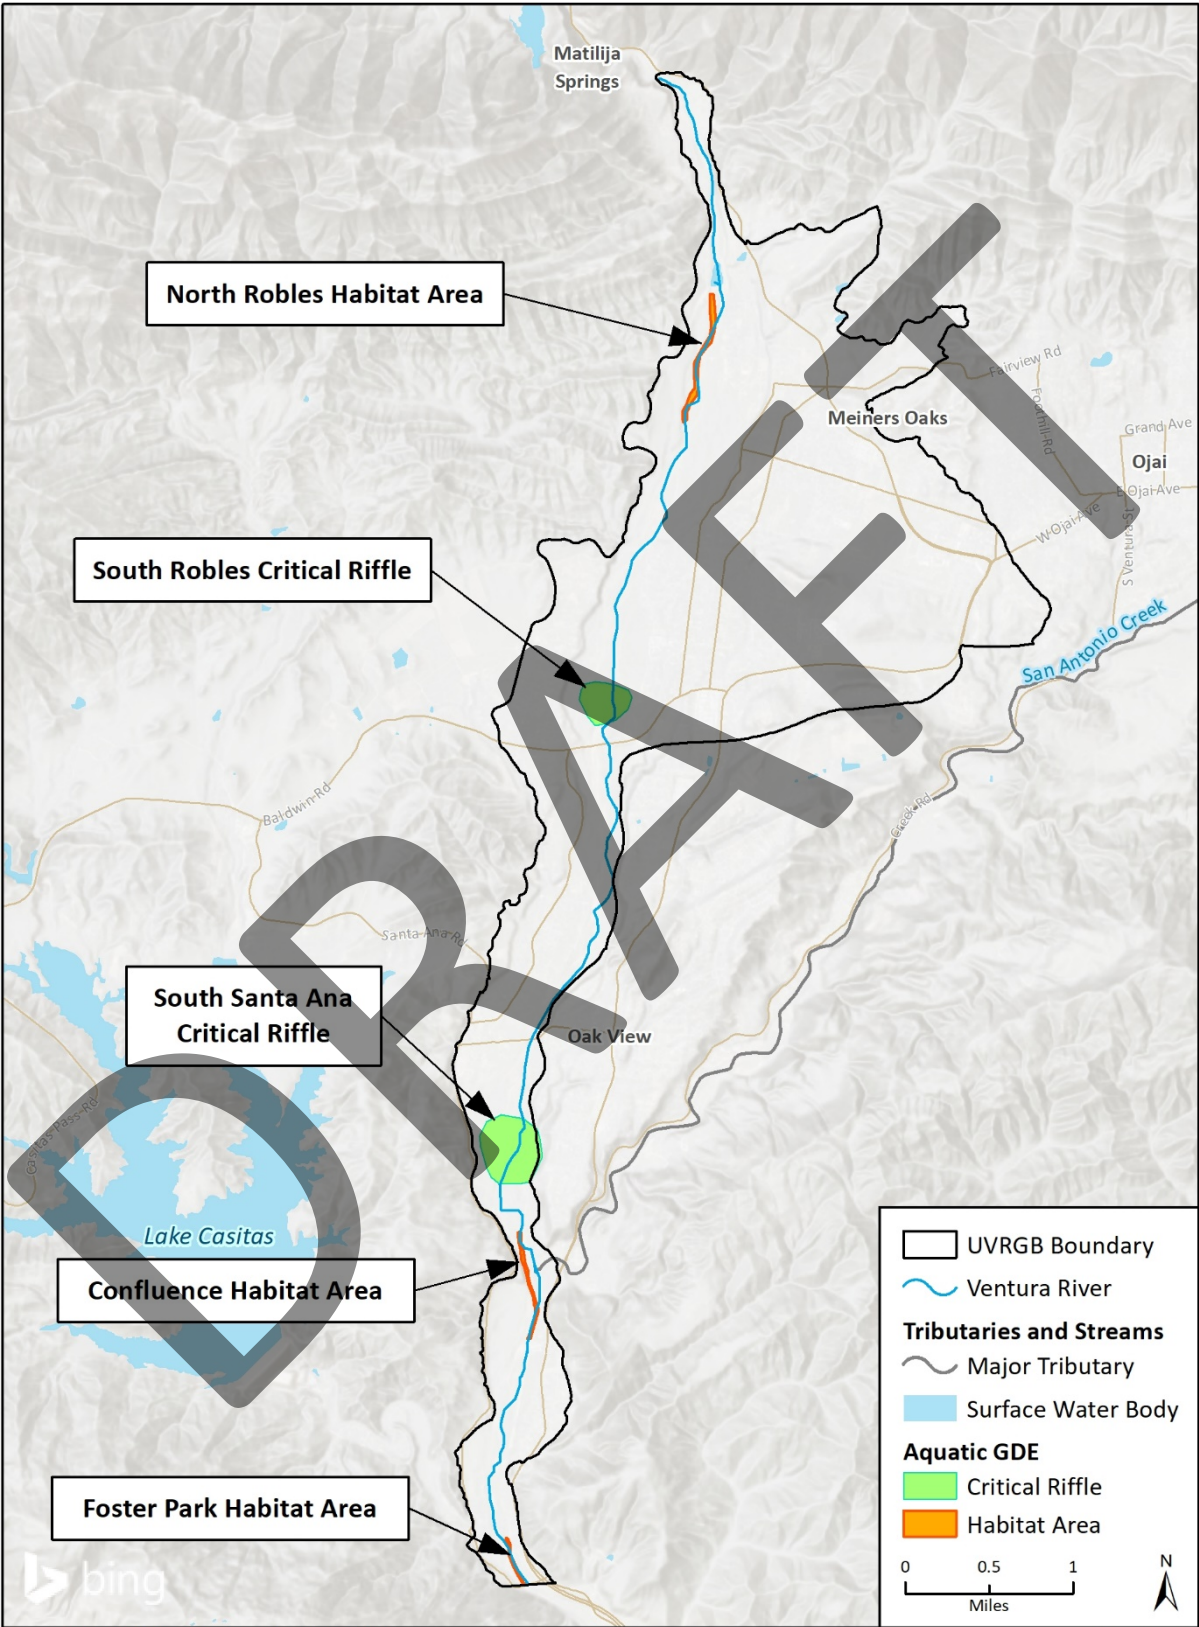 Matilija
Springs
North Robles Habitat Area
Fairview Rd
Meiners Oaks
Foothill Rd
Grand Ave
Ojai
E Ojai Ave
W Ojai Ave
S Ventura St
South Robles Critical Riffle
San Antonio Creek
Baldwin Rd
Creek Rd
Santa Ana Rd
South Santa Ana
Critical Riffle
Oak View
Casitas Pass Rd
Lake Casitas
Confluence Habitat Area
Foster Park Habitat Area
DRAFT
UVRGB Boundary
Ventura River
Tributaries and Streams
Major Tributary
Surface Water Body
Aquatic GDE
Critical Riffle
Habitat Area
0 0.5 1
Miles
N
bing